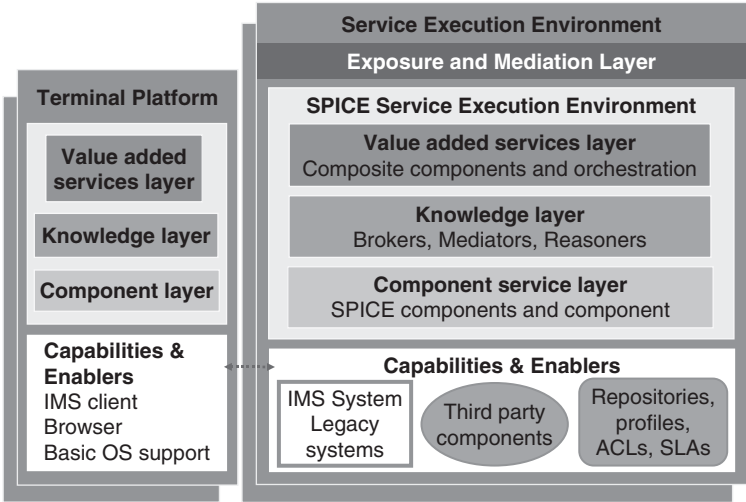 Terminal Platform
Value added
services layer
Knowledge layer
Component layer
Capabilities &
Enablers
IMS client
Browser
Basic OS support
Service Execution Environment
Exposure and Mediation Layer
SPICE Service Execution Environment
Value added services layer
Composite components and orchestration
Knowledge layer
Brokers, Mediators, Reasoners
Component service layer
SPICE components and component
Capabilities & Enablers
IMS System
Legacy
systems
Third party
components
Repositories,
profiles,
ACLs, SLAs